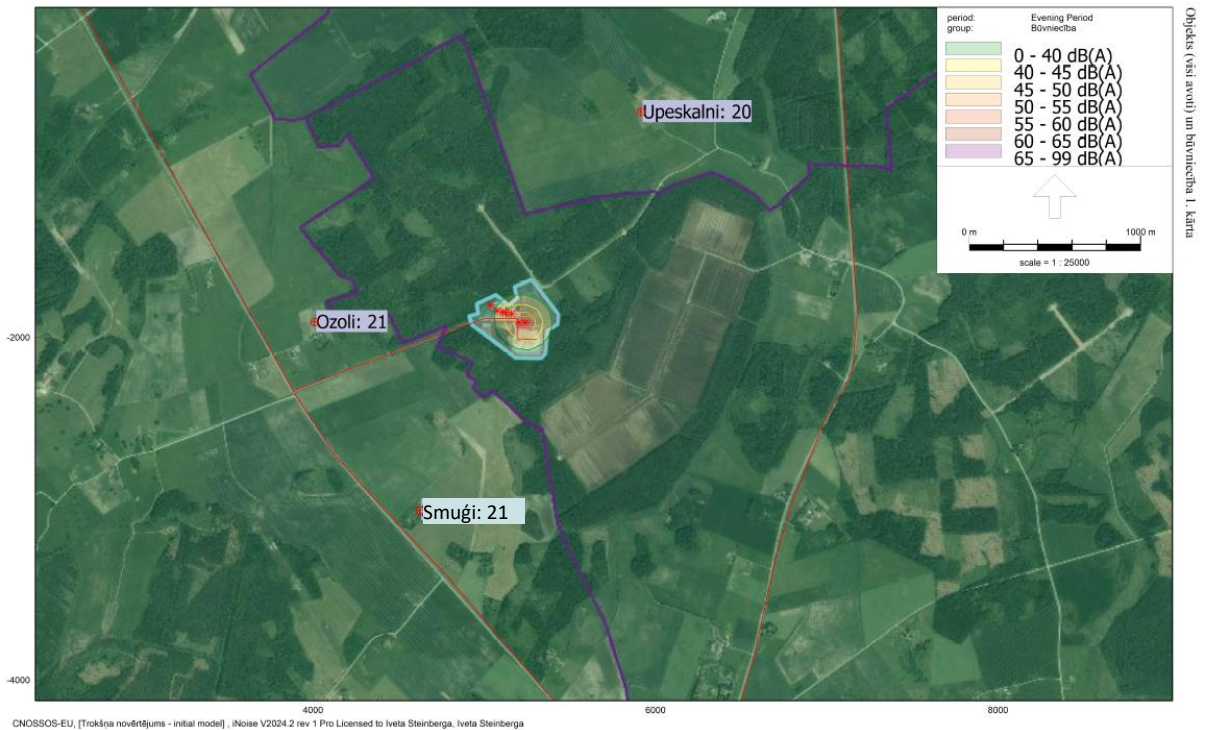 period: Evening Period
group: Būvniecība
0 - 40 dB(A)
40 - 45 dB(A)
45 - 50 dB(A)
50 - 55 dB(A)
55 - 60 dB(A)
60 - 65 dB(A)
65 - 99 dB(A)
0 m 1000 m
scale = 1 : 25000
Objekts (visi avoti) un būvniecība 1. kārta
Upeskalni: 20
Ozoli: 21
Smuģi: 21
-2000
-4000
4000 6000 8000
CNOSSOS-EU, [Trokšņa novērtējums - initial model] , iNoise V2024.2 rev 1 Pro Licensed to Iveta Steinberga, Iveta Steinberga